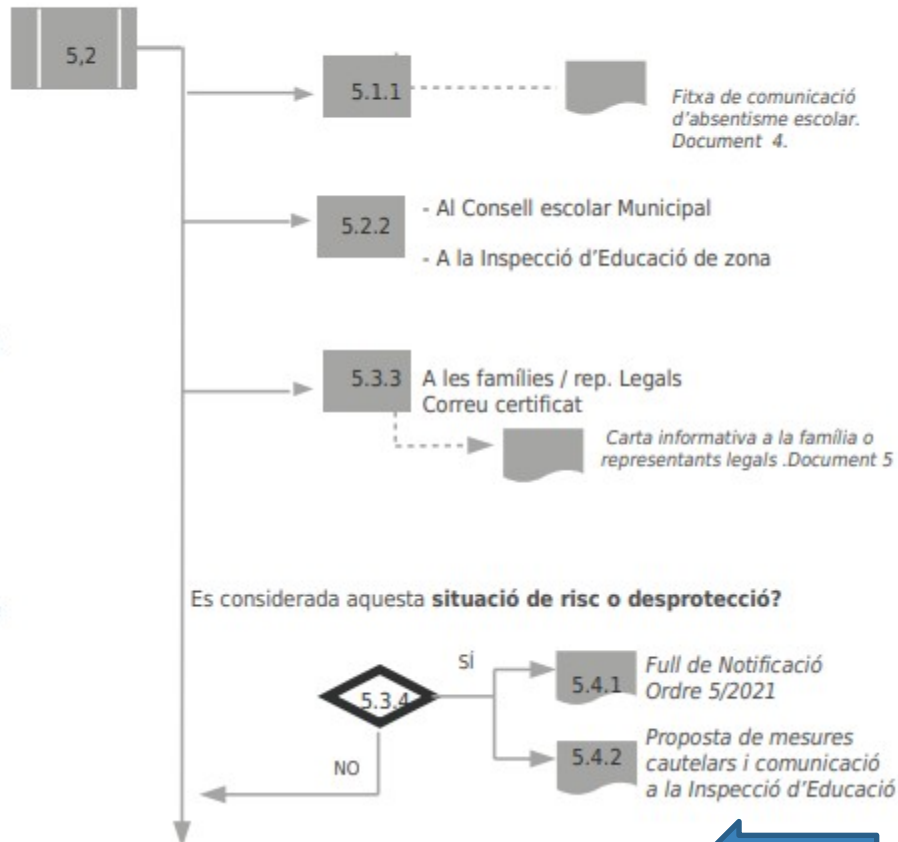 5,2
5.1.1
Fitxa de comunicació
d'absentisme escolar.
Document 4.
5.2.2
- Al Consell escolar Municipal
- A la Inspecció d'Educació de zona
5.3.3
A les famílies / rep. Legals
Correu certificat
Carta informativa a la família o
representants legals .Document 5
Es considerada aquesta situació de risc o desprotecció?
SÍ
5.3.4
5.4.1
Full de Notificació
Ordre 5/2021
NO
5.4.2
Proposta de mesures
cautelars i comunicació
a la Inspecció d'Educació